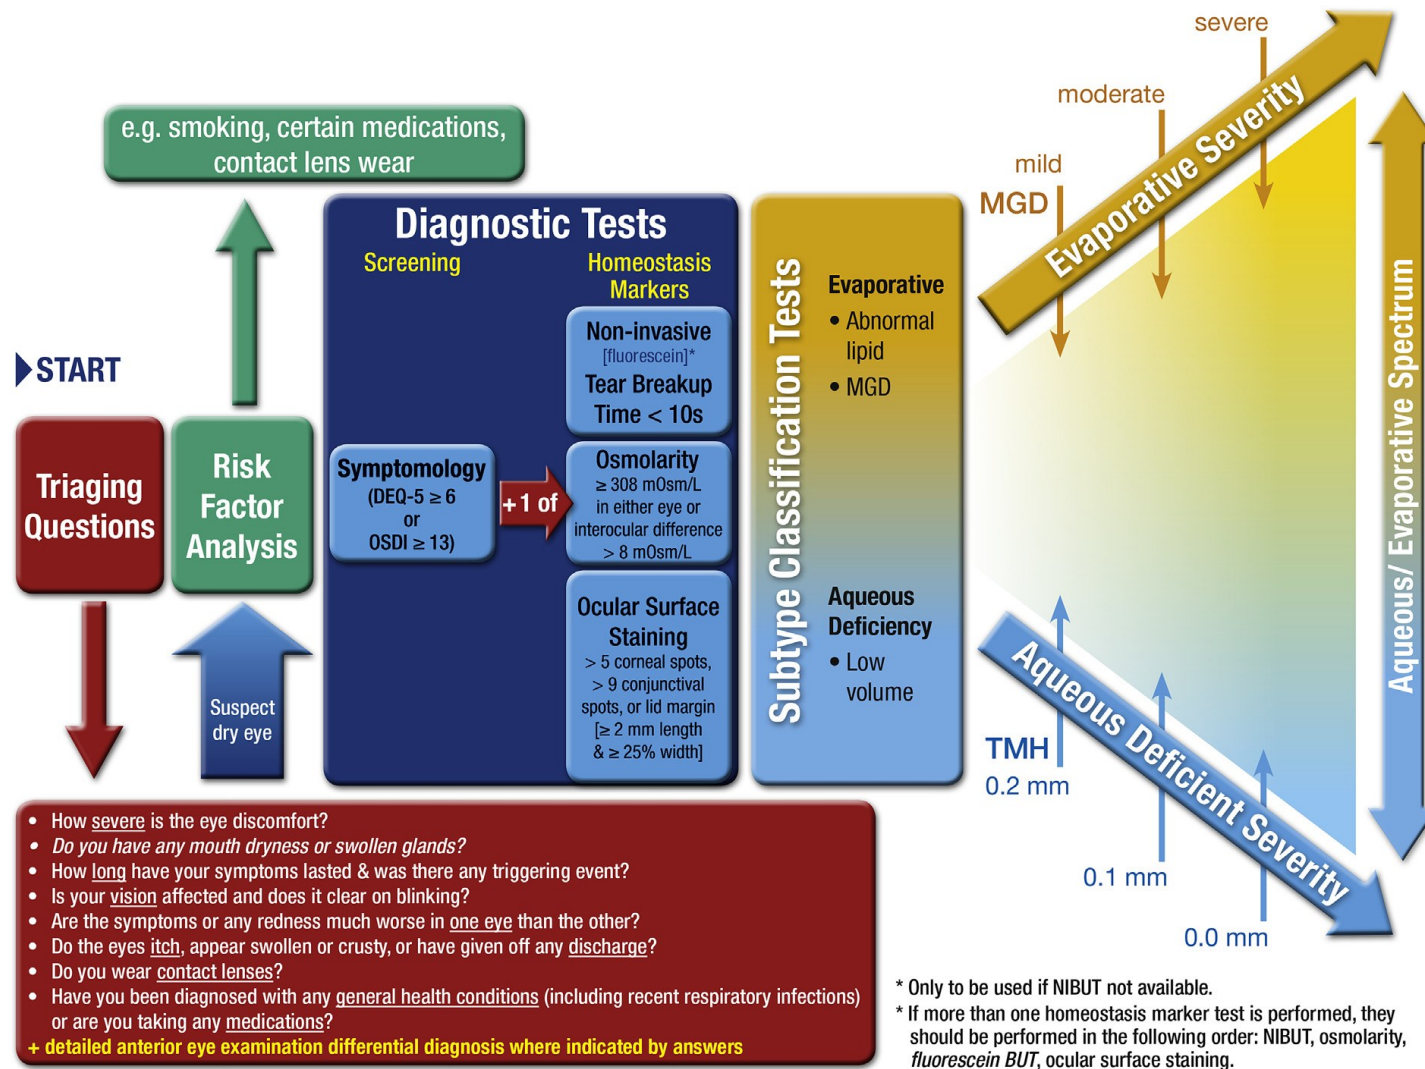 severe
moderate
mild
MGD
Evaporative Severity
e.g. smoking, certain medications,
contact lens wear
START
Triaging
Questions
Risk
Factor
Analysis
Suspect
dry eye
Diagnostic Tests
Screening
Homeostasis
Markers
Symptomology
(DEQ-5 ≥ 6
or
OSDI ≥ 13)
+ 1 of
Non-invasive
[fluorescein]*
Tear Breakup
Time < 10s
Osmolarity
≥ 308 mOsm/L
in either eye or
interocular difference
> 8 mOsm/L
Ocular Surface
Staining
> 5 corneal spots,
> 9 conjunctival
spots, or lid margin
[≥ 2 mm length
& ≥ 25% width]
Subtype Classification Tests
Evaporative
• Abnormal
lipid
• MGD
Aqueous
Deficiency
• Low
volume
Aqueous/ Evaporative Spectrum
Aqueous Deficient Severity
TMH
0.2 mm
0.1 mm
0.0 mm
• How severe is the eye discomfort?
• Do you have any mouth dryness or swollen glands?
• How long have your symptoms lasted & was there any triggering event?
• Is your vision affected and does it clear on blinking?
• Are the symptoms or any redness much worse in one eye than the other?
• Do the eyes itch, appear swollen or crusty, or have given off any discharge?
• Do you wear contact lenses?
• Have you been diagnosed with any general health conditions (including recent respiratory infections)
or are you taking any medications?
+ detailed anterior eye examination differential diagnosis where indicated by answers
* Only to be used if NIBUT not available.
* If more than one homeostasis marker test is performed, they
should be performed in the following order: NIBUT, osmolarity,
fluorescein BUT, ocular surface staining.